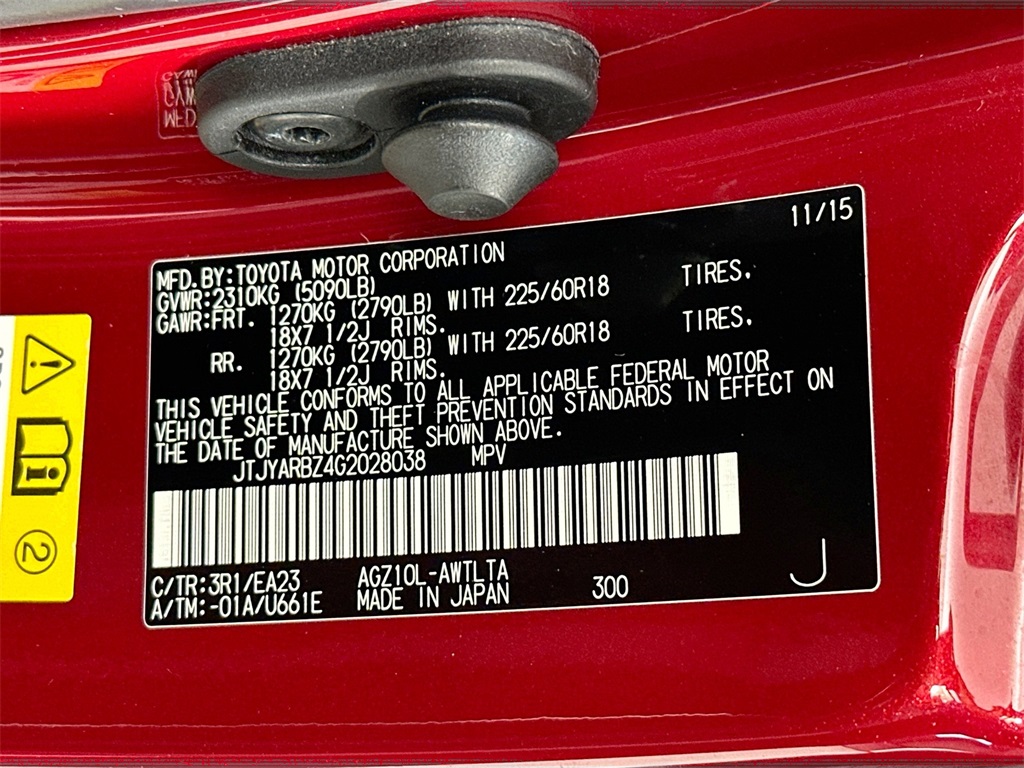 11/15
MFD.BY:TOYOTA MOTOR CORPORATION
GVWR:2310KG (5090LB)
GAWR:FRT. 1270KG (2790LB) WITH 225/60R18 TIRES,
18X7 1/2J RIMS.
RR. 1270KG (2790LB) WITH 225/60R18 TIRES,
18X7 1/2J RIMS.
THIS VEHICLE CONFORMS TO ALL APPLICABLE FEDERAL MOTOR
VEHICLE SAFETY AND THEFT PREVENTION STANDARDS IN EFFECT ON
THE DATE OF MANUFACTURE SHOWN ABOVE.
JTJYARBZ4G2028038 MPV
C/TR:3R1/EA23 AGZ10L-AWTLTA
A/TM:-01A/U661E MADE IN JAPAN 300 J
2